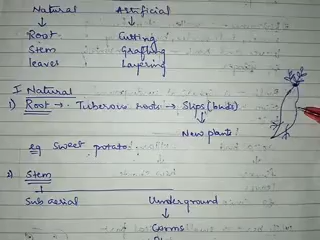 Natural Artificial
Root Cutting
Stem Grafting
leaves Layering
I Natural
1) Root → Tuberous roots → Slips (buds)
New plants
eg Sweet potato
2) Stem
Sub aerial Underground
Corms